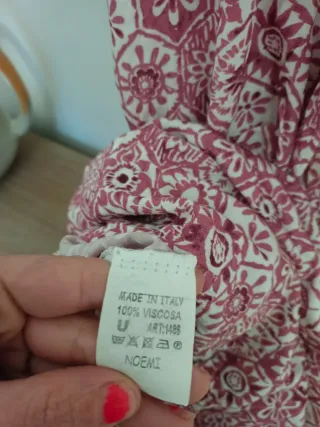 MADE IN ITALY
100% VISCOSA
U ART:1486
NOEMI